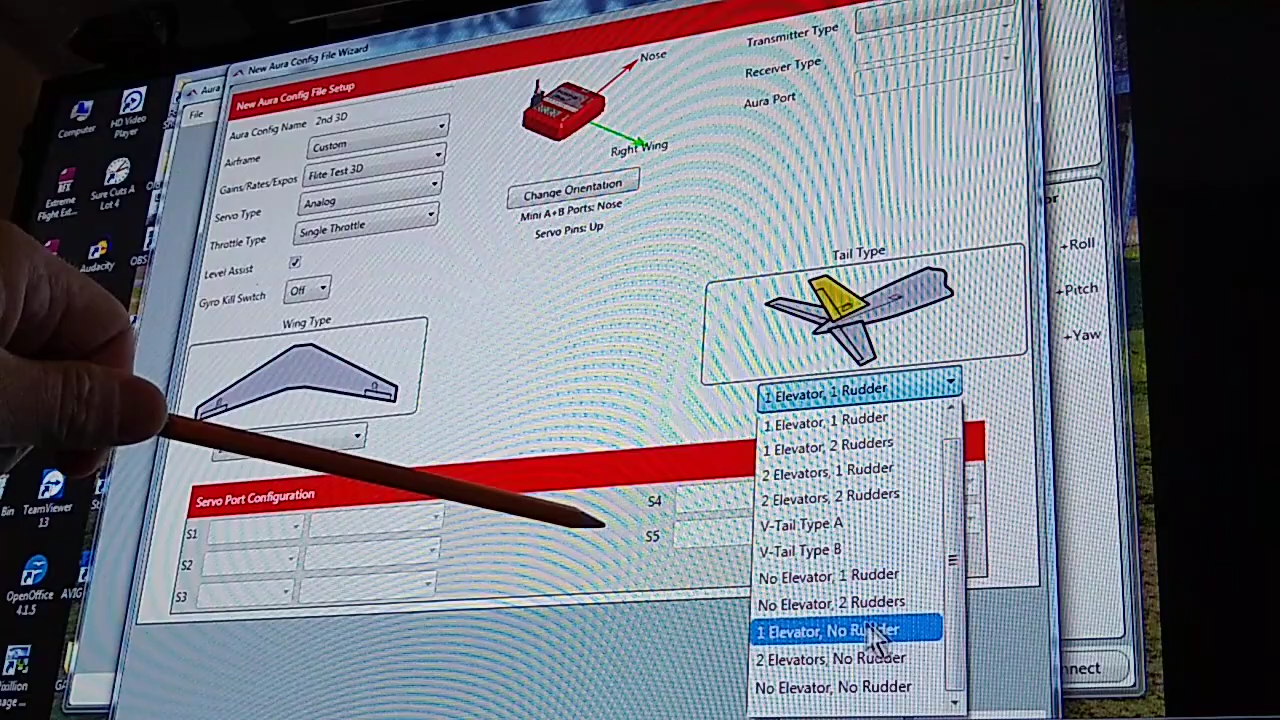 New Aura Config File Wizard
New Aura Config File Setup
Aura Config Name 2nd 3D
Airframe Custom
Gains/Rates/Expos Flite Test 3D
Servo Type Analog
Throttle Type Single Throttle
Level Assist
Gyro Kill Switch Off
Nose
Right Wing
Change Orientation
Mini A+B Ports: Nose
Servo Pins: Up
Transmitter Type
Receiver Type
Aura Port
Wing Type
Tail Type
1 Elevator, 1 Rudder
1 Elevator, 1 Rudder
1 Elevator, 2 Rudders
2 Elevators, 1 Rudder
2 Elevators, 2 Rudders
V-Tail Type A
V-Tail Type B
No Elevator, 1 Rudder
No Elevator, 2 Rudders
1 Elevator, No Rudder
2 Elevators, No Rudder
No Elevator, No Rudder
Servo Port Configuration
S1
S2
S3
S4
S5
Aura
File
+Roll
+Pitch
+Yaw
nnect
Computer
HD Video
Player
Extreme
Flight Ext...
Sure Cuts A
Lot 4
Audacity
OBS
Bin
TeamViewer
13
OpenOffice
4.1.5
AVIG